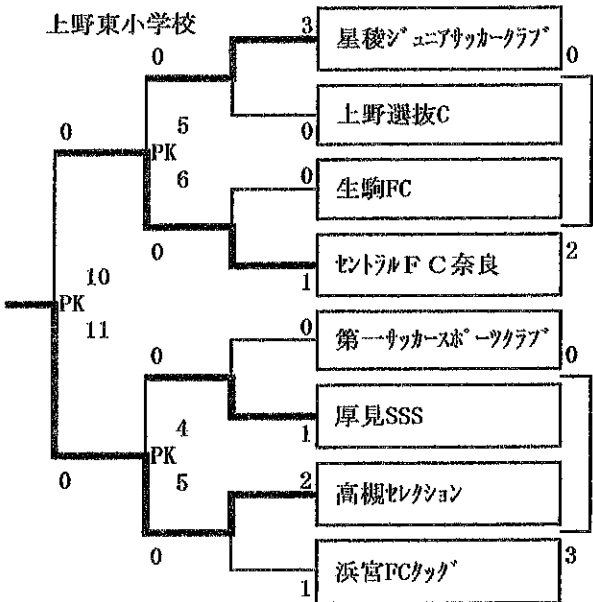 上野東小学校
3
星稜ｼﾞｭﾆｱｻｯｶｰｸﾗﾌﾞ
0
0
上野選抜C
0
5
0
PK
6
0
生駒FC
0
セントラルＦＣ奈良
2
1
10
PK
11
0
第一ｻｯｶｰｽﾎﾟｰﾂｸﾗﾌﾞ
0
0
厚見SSS
1
4
PK
0
5
2
高槻ｾﾚｸｼｮﾝ
0
浜宮FCﾀｯｸﾞ
3
1